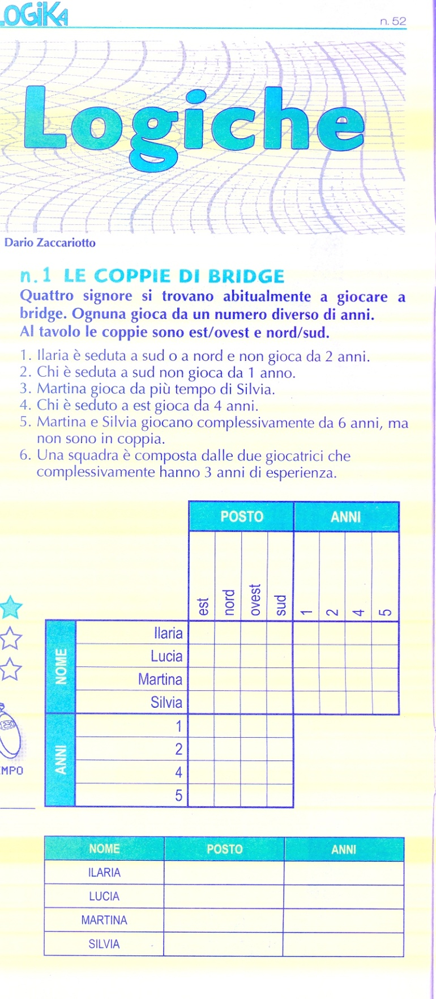 LOGiKA
n. 52
Logiche
Dario Zaccariotto
n.1 LE COPPIE DI BRIDGE
Quattro signore si trovano abitualmente a giocare a
bridge. Ognuna gioca da un numero diverso di anni.
Al tavolo le coppie sono est/ovest e nord/sud.
1. Ilaria è seduta a sud o a nord e non gioca da 2 anni.
2. Chi è seduta a sud non gioca da 1 anno.
3. Martina gioca da più tempo di Silvia.
4. Chi è seduto a est gioca da 4 anni.
5. Martina e Silvia giocano complessivamente da 6 anni, ma
non sono in coppia.
6. Una squadra è composta dalle due giocatrici che
complessivamente hanno 3 anni di esperienza.
POSTO ANNI
est nord ovest sud 1 2 4 5
NOME
Ilaria
Lucia
Martina
Silvia
ANNI
1
2
4
5
EMPO
NOME POSTO ANNI
ILARIA
LUCIA
MARTINA
SILVIA